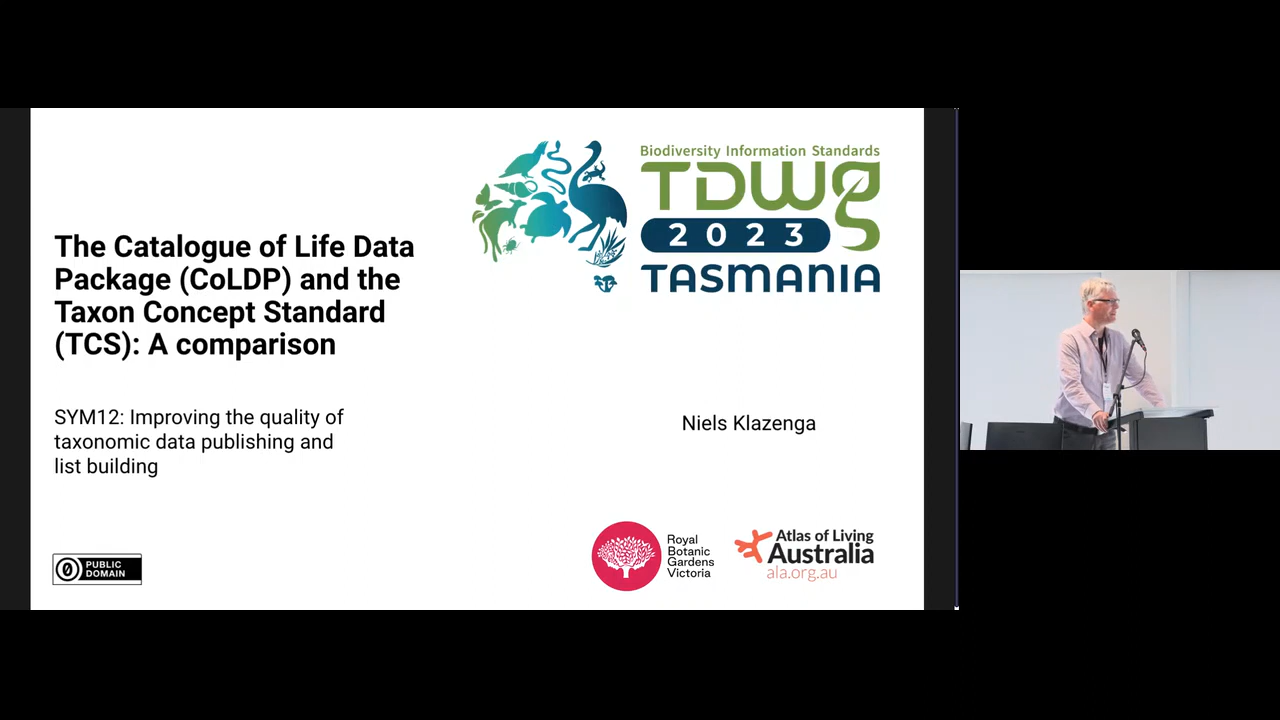 Biodiversity Information Standards
TDWG
2023
TASMANIA
The Catalogue of Life Data
Package (CoLDP) and the
Taxon Concept Standard
(TCS): A comparison
SYM12: Improving the quality of
taxonomic data publishing and
list building
Niels Klazenga
PUBLIC
DOMAIN
Royal
Botanic
Gardens
Victoria
Atlas of Living
Australia
ala.org.au